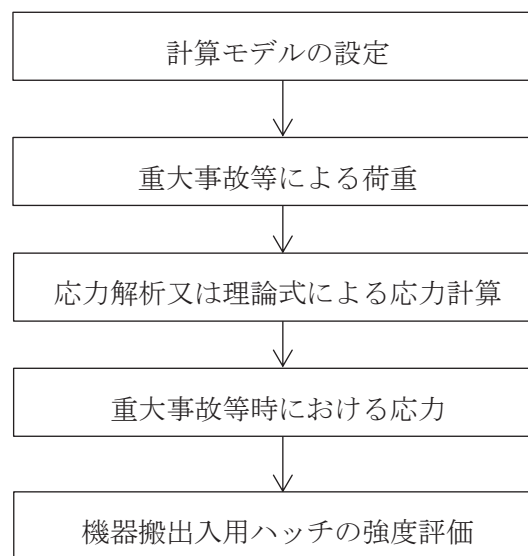 計算モデルの設定
重大事故等による荷重
応力解析又は理論式による応力計算
重大事故等時における応力
機器搬出入用ハッチの強度評価